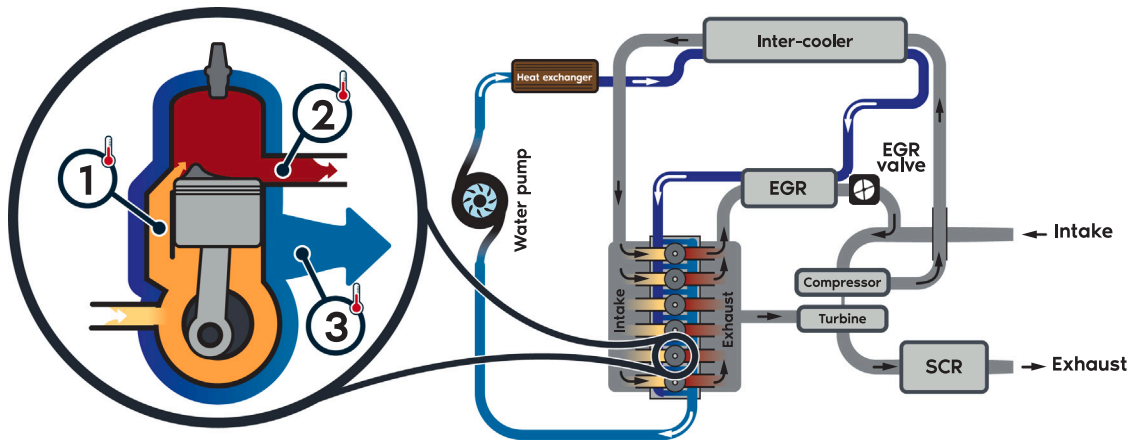 1
2
3
Heat exchanger
Water pump
Inter-cooler
EGR
EGR
valve
Intake
Compressor
Turbine
Intake
Exhaust
SCR
Exhaust